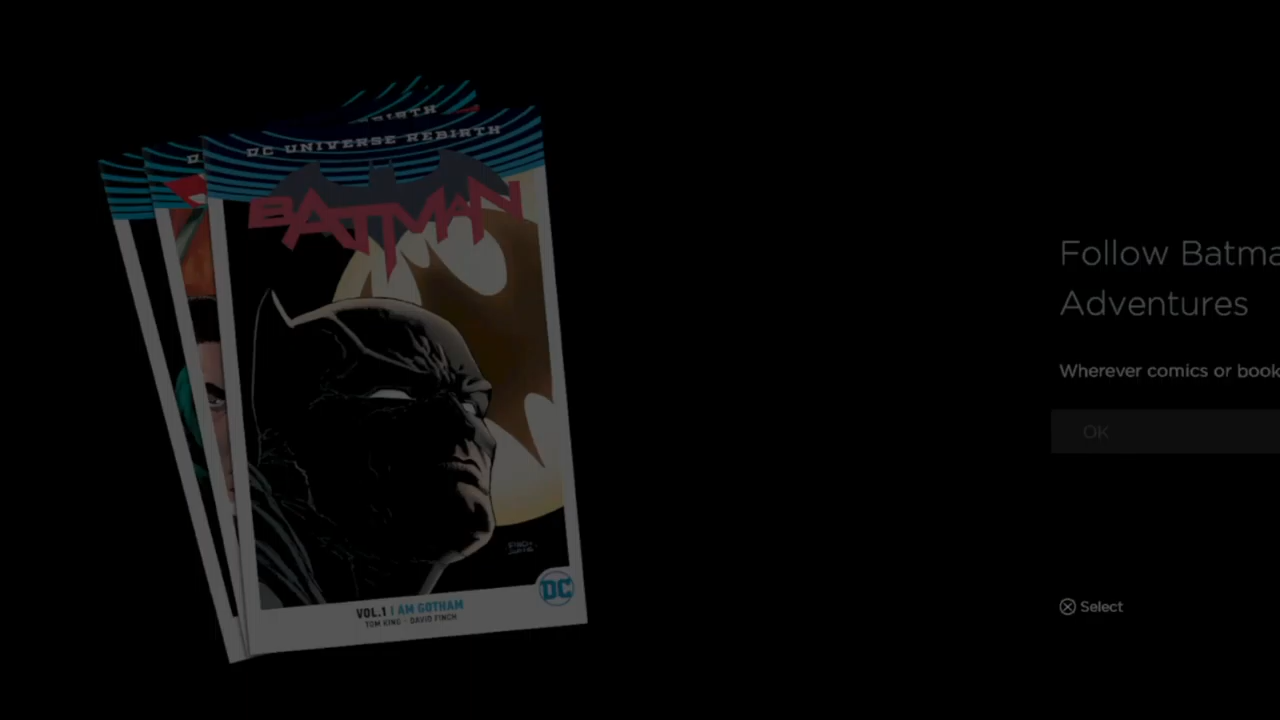 RIBTH
DC UNIVERSE REBIRTH
BATMAN
VOL.1 I AM GOTHAM
TOM KING - DAVID FINCH
DC
Follow Batma
Adventures
Wherever comics or book
OK
Select